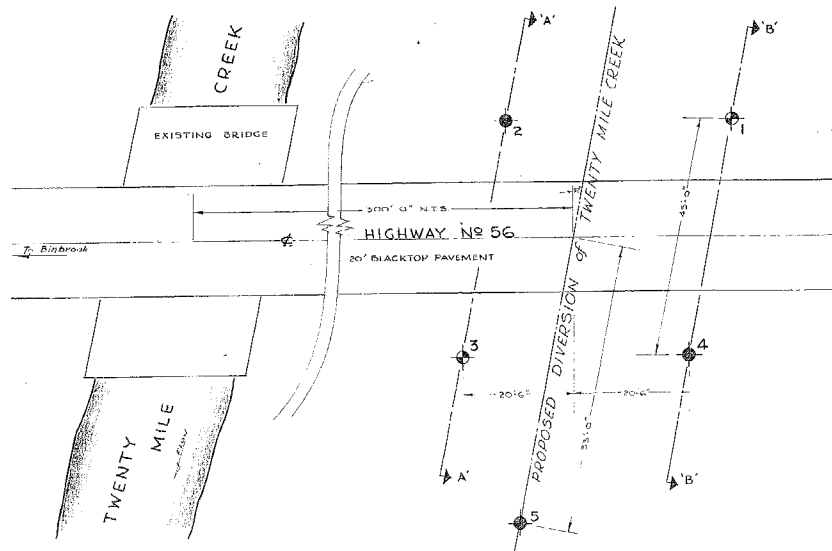 'A'
'B'
CREEK
EXISTING BRIDGE
2
1
PROPOSED DIVERSION of TWENTY MILE CREEK
45'-0"
300' 0" N.T.S.
HIGHWAY No 56
20' BLACKTOP PAVEMENT
To Binbrook
3
4
20'-6"
20'-6"
33'-0"
TWENTY MILE
Flow
'A'
'B'
5